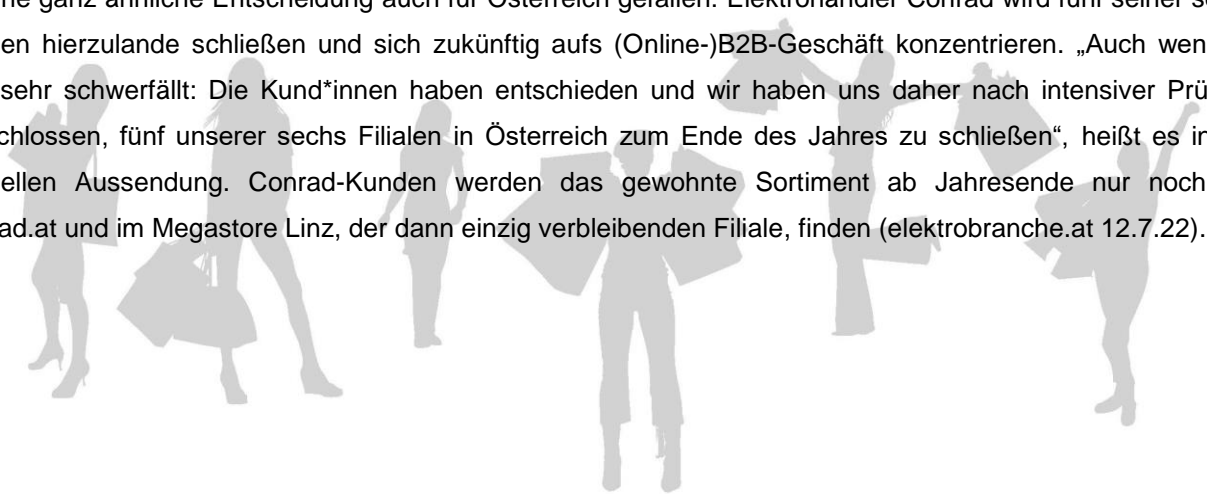 ne ganz ähnliche Entscheidung auch für Österreich gefallen: Elektrohändler Conrad wird fünf seiner se
en hierzulande schließen und sich zukünftig aufs (Online-)B2B-Geschäft konzentrieren. „Auch wen
sehr schwerfällt: Die Kund*innen haben entschieden und wir haben uns daher nach intensiver Prü
chlossen, fünf unserer sechs Filialen in Österreich zum Ende des Jahres zu schließen“, heißt es in
ellen Aussendung. Conrad-Kunden werden das gewohnte Sortiment ab Jahresende nur noch
ad.at und im Megastore Linz, der dann einzig verbleibenden Filiale, finden (elektrobranche.at 12.7.22).